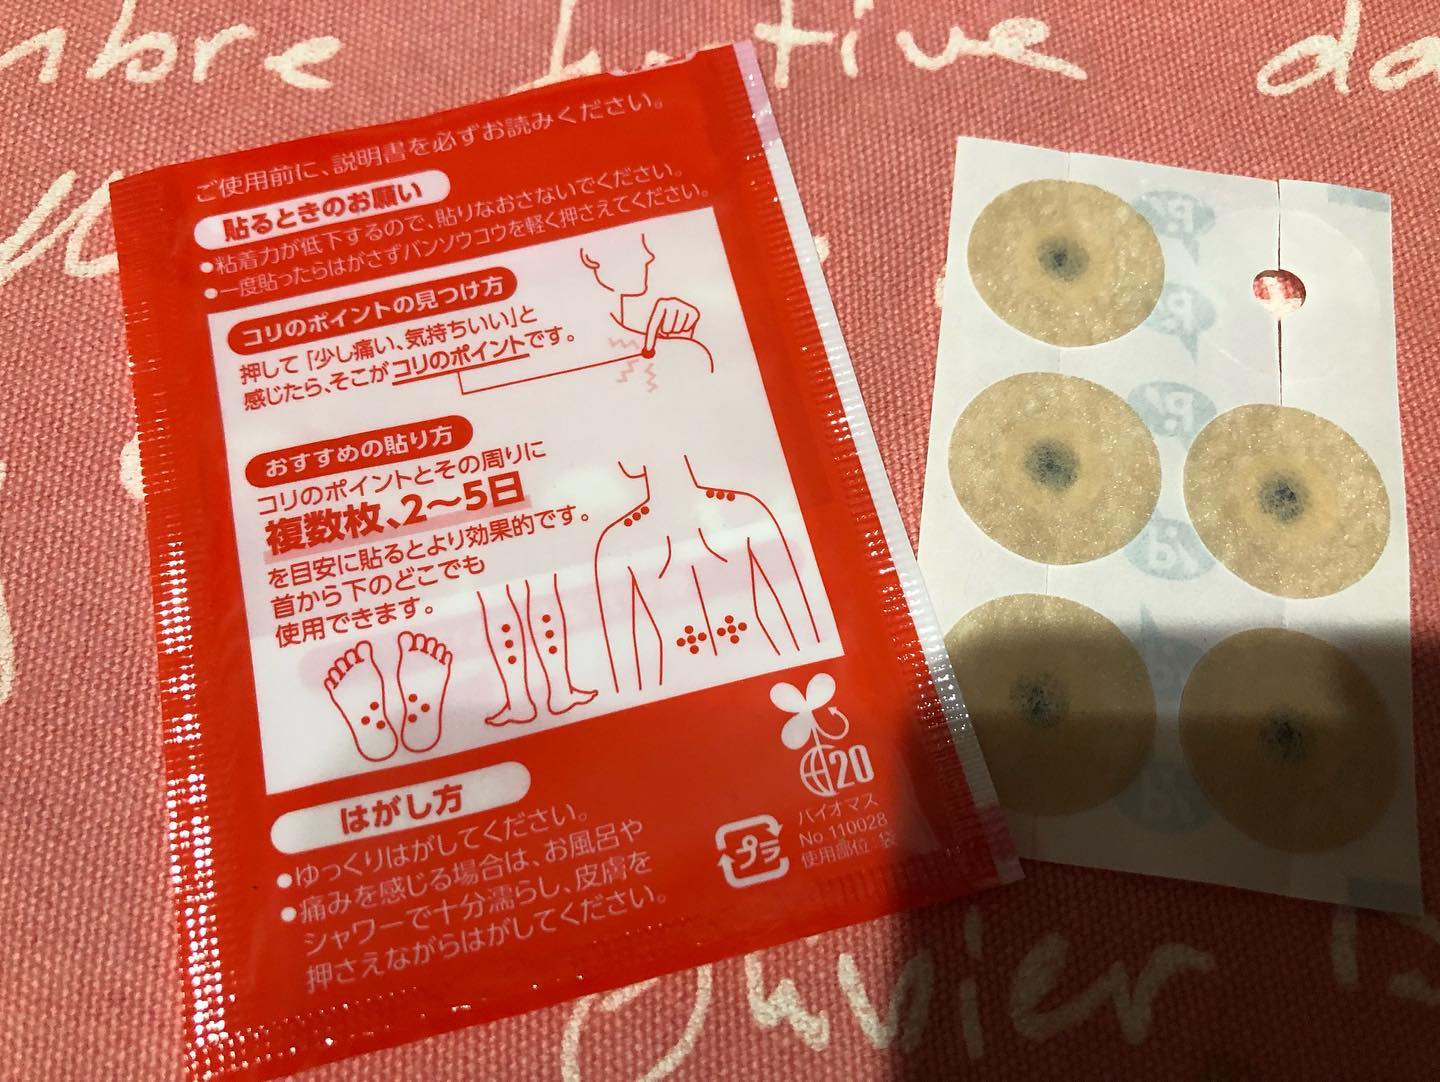 ご使用前に、説明書を必ずお読みください。
貼るときのお願い
●粘着力が低下するので、貼りなおさないでください。
●一度貼ったらはがさずバンソウコウを軽く押さえてください。
コリのポイントの見つけ方
押して「少し痛い、気持ちいい」と
感じたら、そこがコリのポイントです。
おすすめの貼り方
コリのポイントとその周りに
複数枚、2〜5日
を目安に貼るとより効果的です。
首から下のどこでも
使用できます。
はがし方
●ゆっくりはがしてください。
●痛みを感じる場合は、お風呂や
シャワーで十分濡らし、皮膚を
押さえながらはがしてください。
20
バイオマス
No 110028
使用部位:袋
プラ
mbre
da